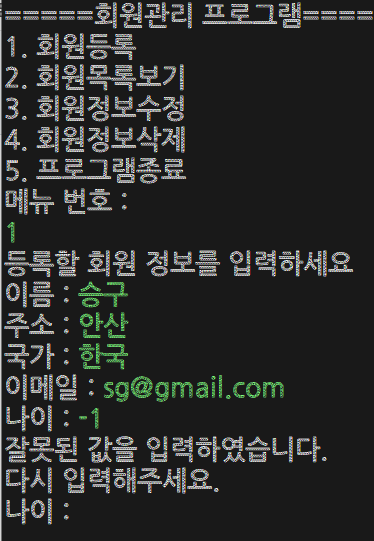 =====회원관리 프로그램====
1. 회원등록
2. 회원목록보기
3. 회원정보수정
4. 회원정보삭제
5. 프로그램종료
메뉴 번호 :
1
등록할 회원 정보를 입력하세요
이름 : 승구
주소 : 안산
국가 : 한국
이메일 : sg@gmail.com
나이 : -1
잘못된 값을 입력하였습니다.
다시 입력해주세요.
나이 :